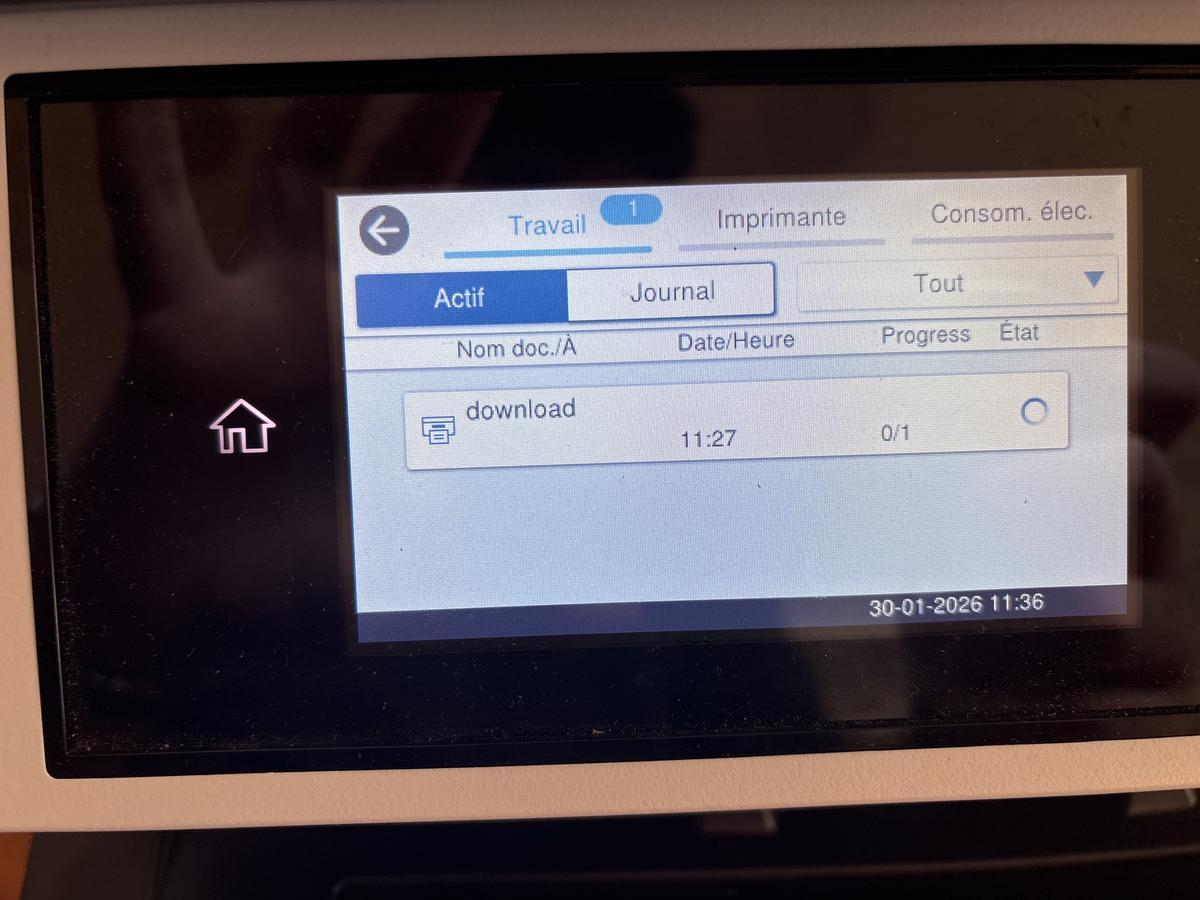 Travail 1 Imprimante Consom. élec.
Actif Journal Tout
Nom doc./À Date/Heure Progress État
download
11:27 0/1
30-01-2026 11:36